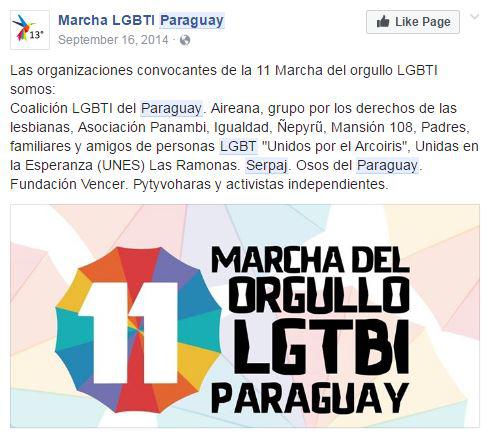 13°
Marcha LGBTI Paraguay
September 16, 2014 ·
Like Page
Las organizaciones convocantes de la 11 Marcha del orgullo LGBTI
somos:
Coalición LGBTI del Paraguay. Aireana, grupo por los derechos de las
lesbianas, Asociación Panambi, Igualdad, Ñepyrũ, Mansión 108, Padres,
familiares y amigos de personas LGBT "Unidos por el Arcoiris", Unidas en
la Esperanza (UNES) Las Ramonas. Serpaj. Osos del Paraguay.
Fundación Vencer. Pytyvoharas y activistas independientes.
11
MARCHA DEL
ORGULLO
LGTBI
PARAGUAY